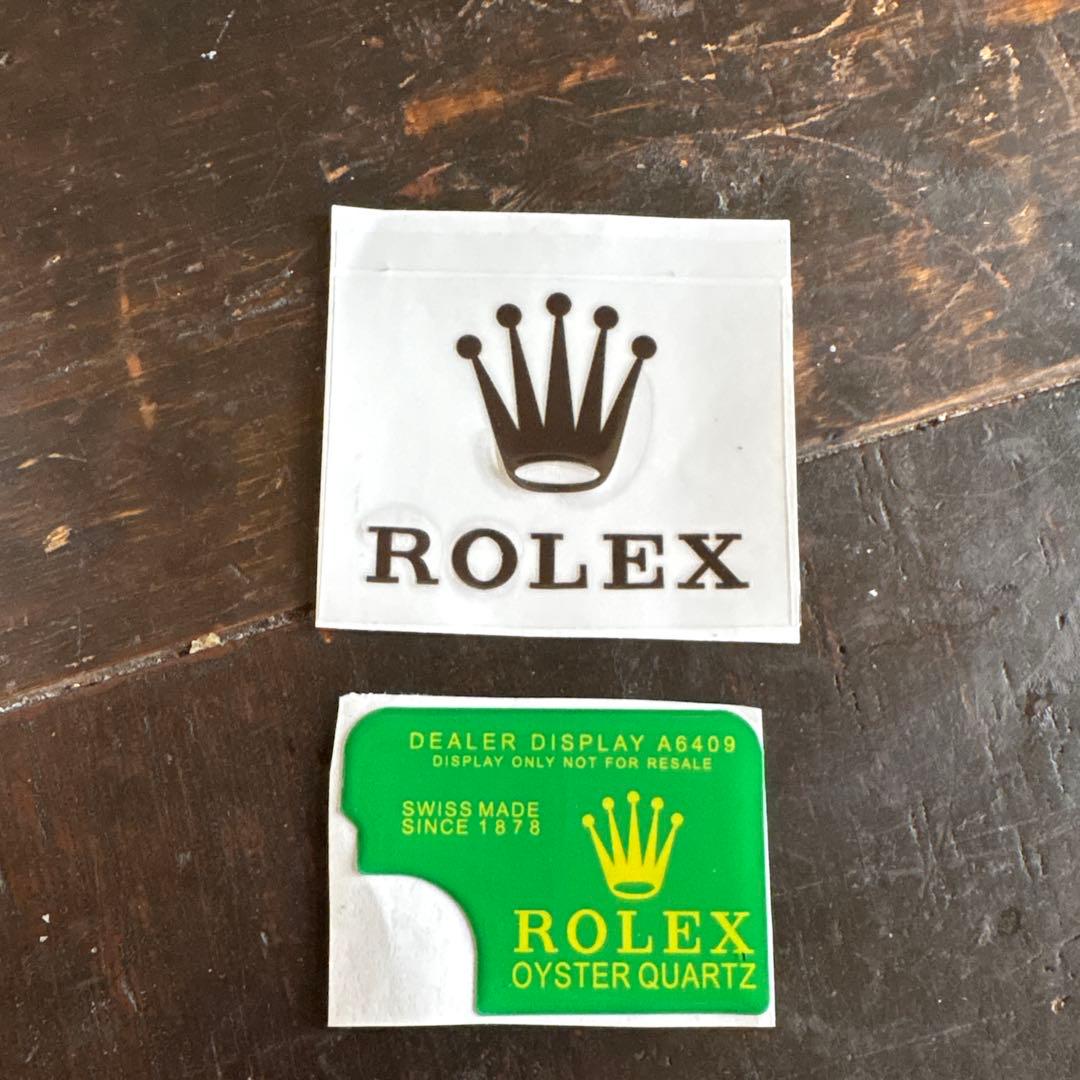 ROLEX
DEALER DISPLAY A6409
DISPLAY ONLY NOT FOR RESALE
SWISS MADE
SINCE 1878
ROLEX
OYSTER QUARTZ